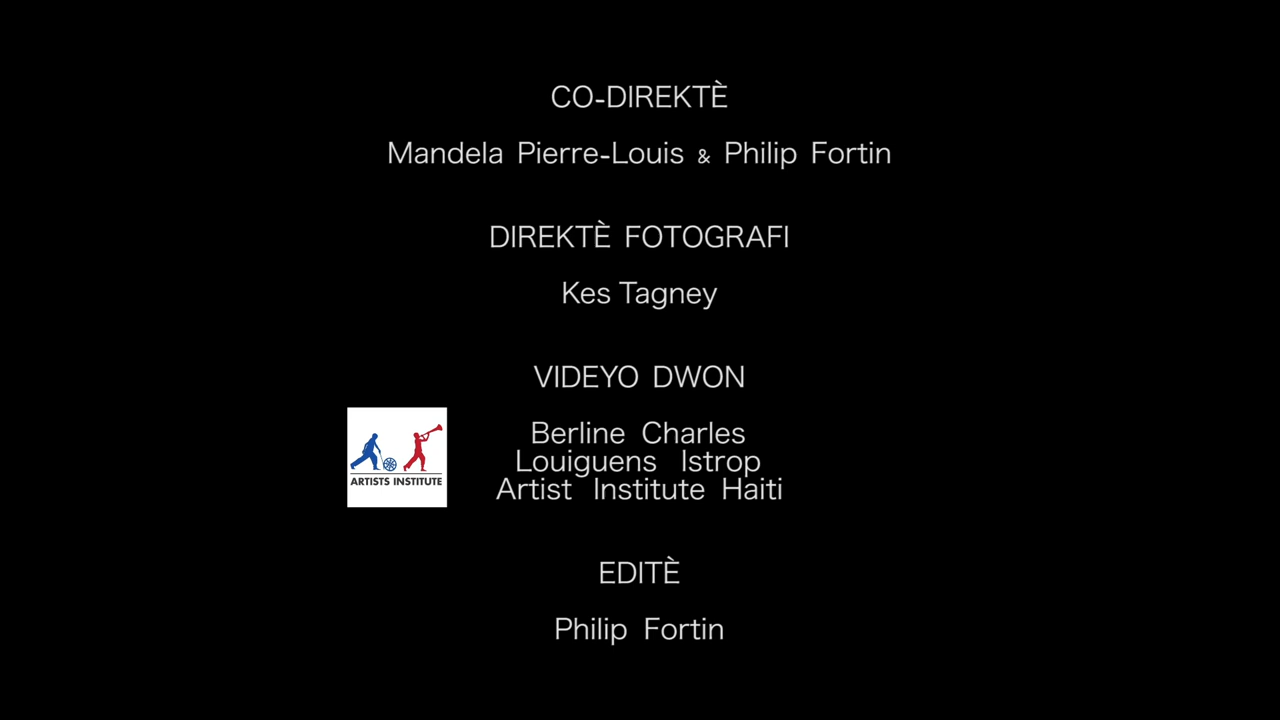 CO-DIREKTÈ
Mandela Pierre-Louis & Philip Fortin
DIREKTÈ FOTOGRAFI
Kes Tagney
VIDEYO DWON
Berline Charles
Louiguens Istrop
Artist Institute Haiti
ARTISTS INSTITUTE
EDITÈ
Philip Fortin